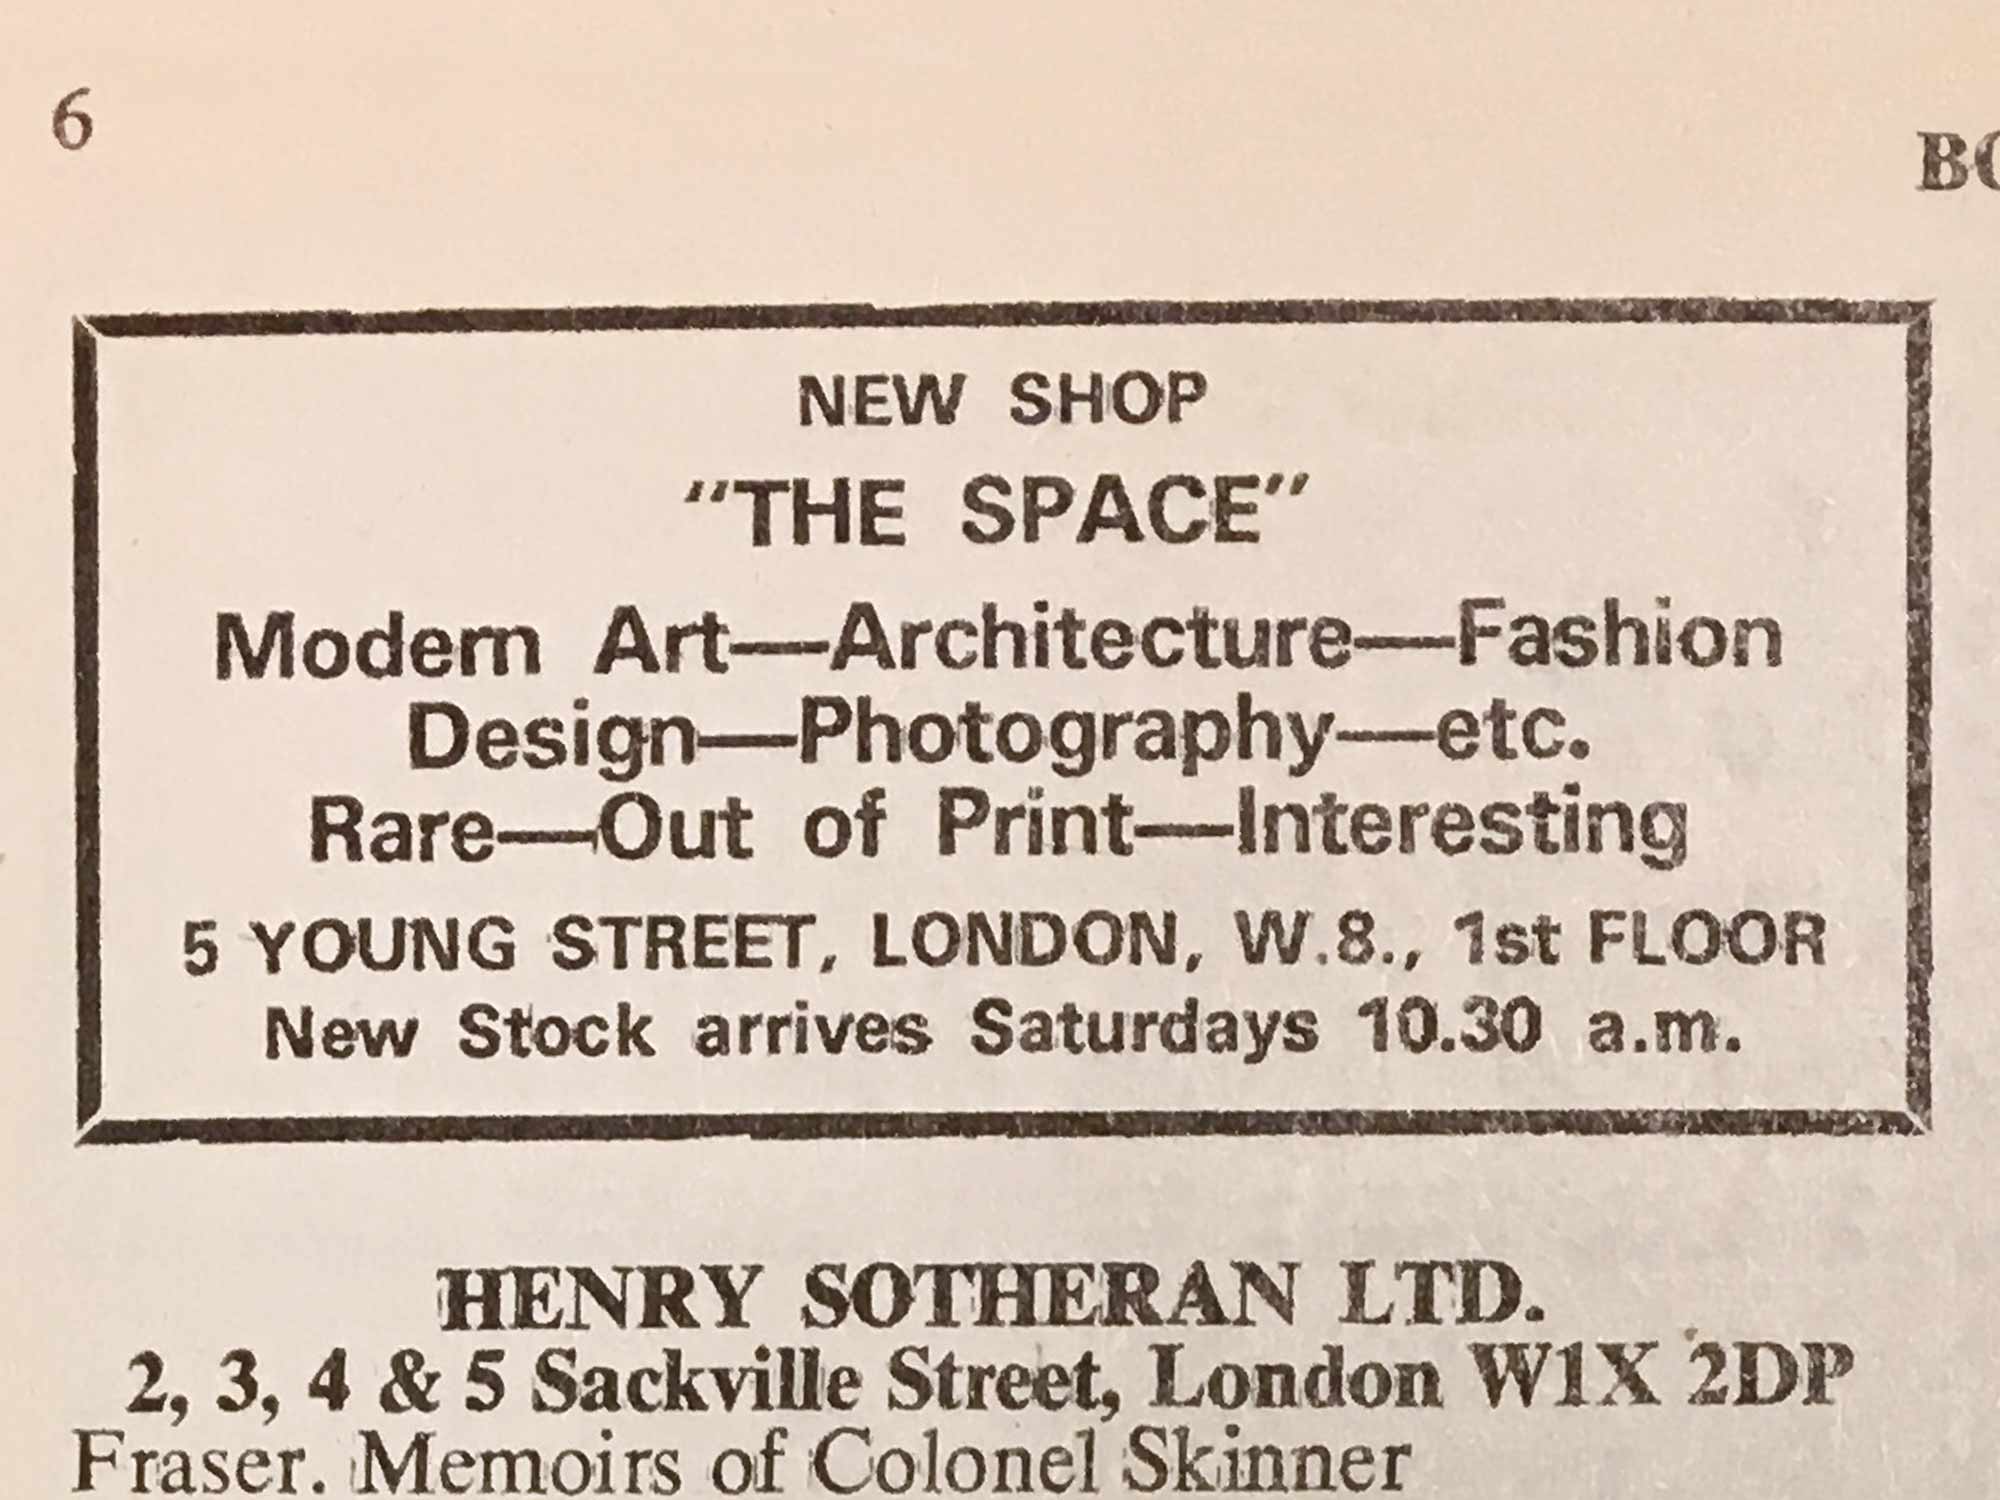 6
BO
NEW SHOP
"THE SPACE"
Modern Art—Architecture—Fashion
Design—Photography—etc.
Rare—Out of Print—Interesting
5 YOUNG STREET, LONDON, W.8., 1st FLOOR
New Stock arrives Saturdays 10.30 a.m.
HENRY SOTHERAN LTD.
2, 3, 4 & 5 Sackville Street, London W1X 2DP
Fraser. Memoirs of Colonel Skinner